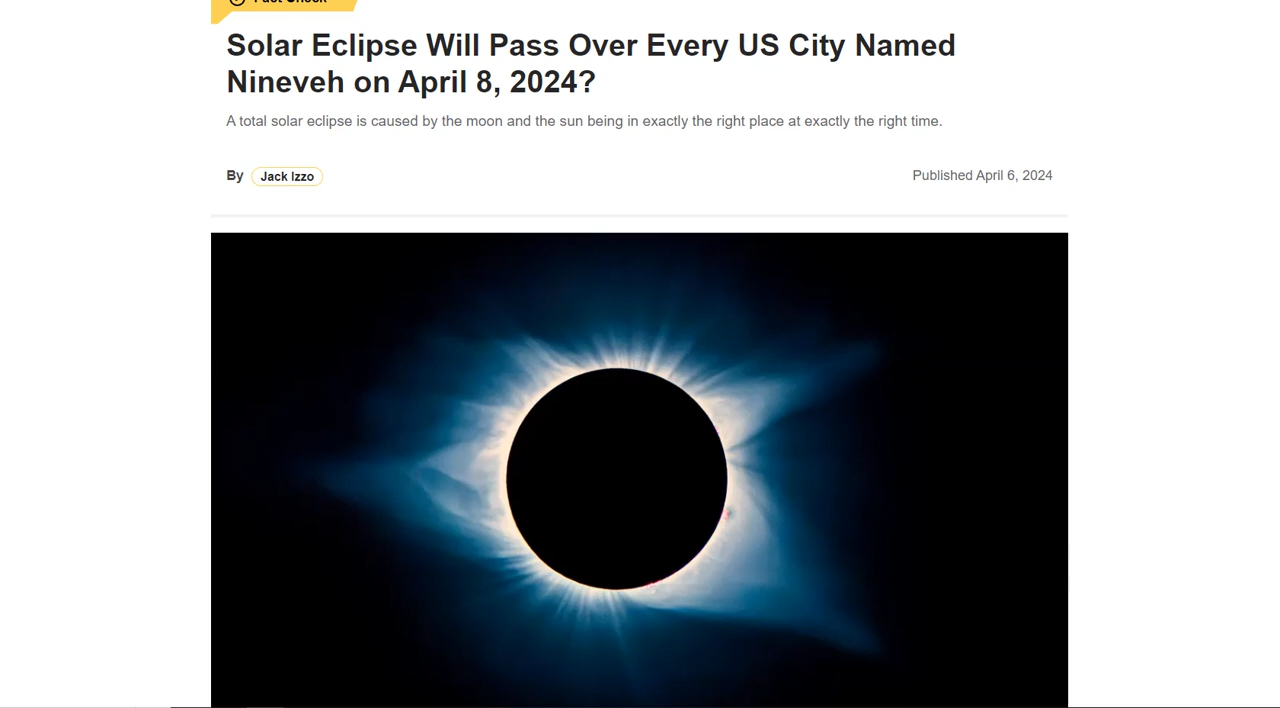 Fact Check
Solar Eclipse Will Pass Over Every US City Named
Nineveh on April 8, 2024?
A total solar eclipse is caused by the moon and the sun being in exactly the right place at exactly the right time.
By Jack Izzo
Published April 6, 2024